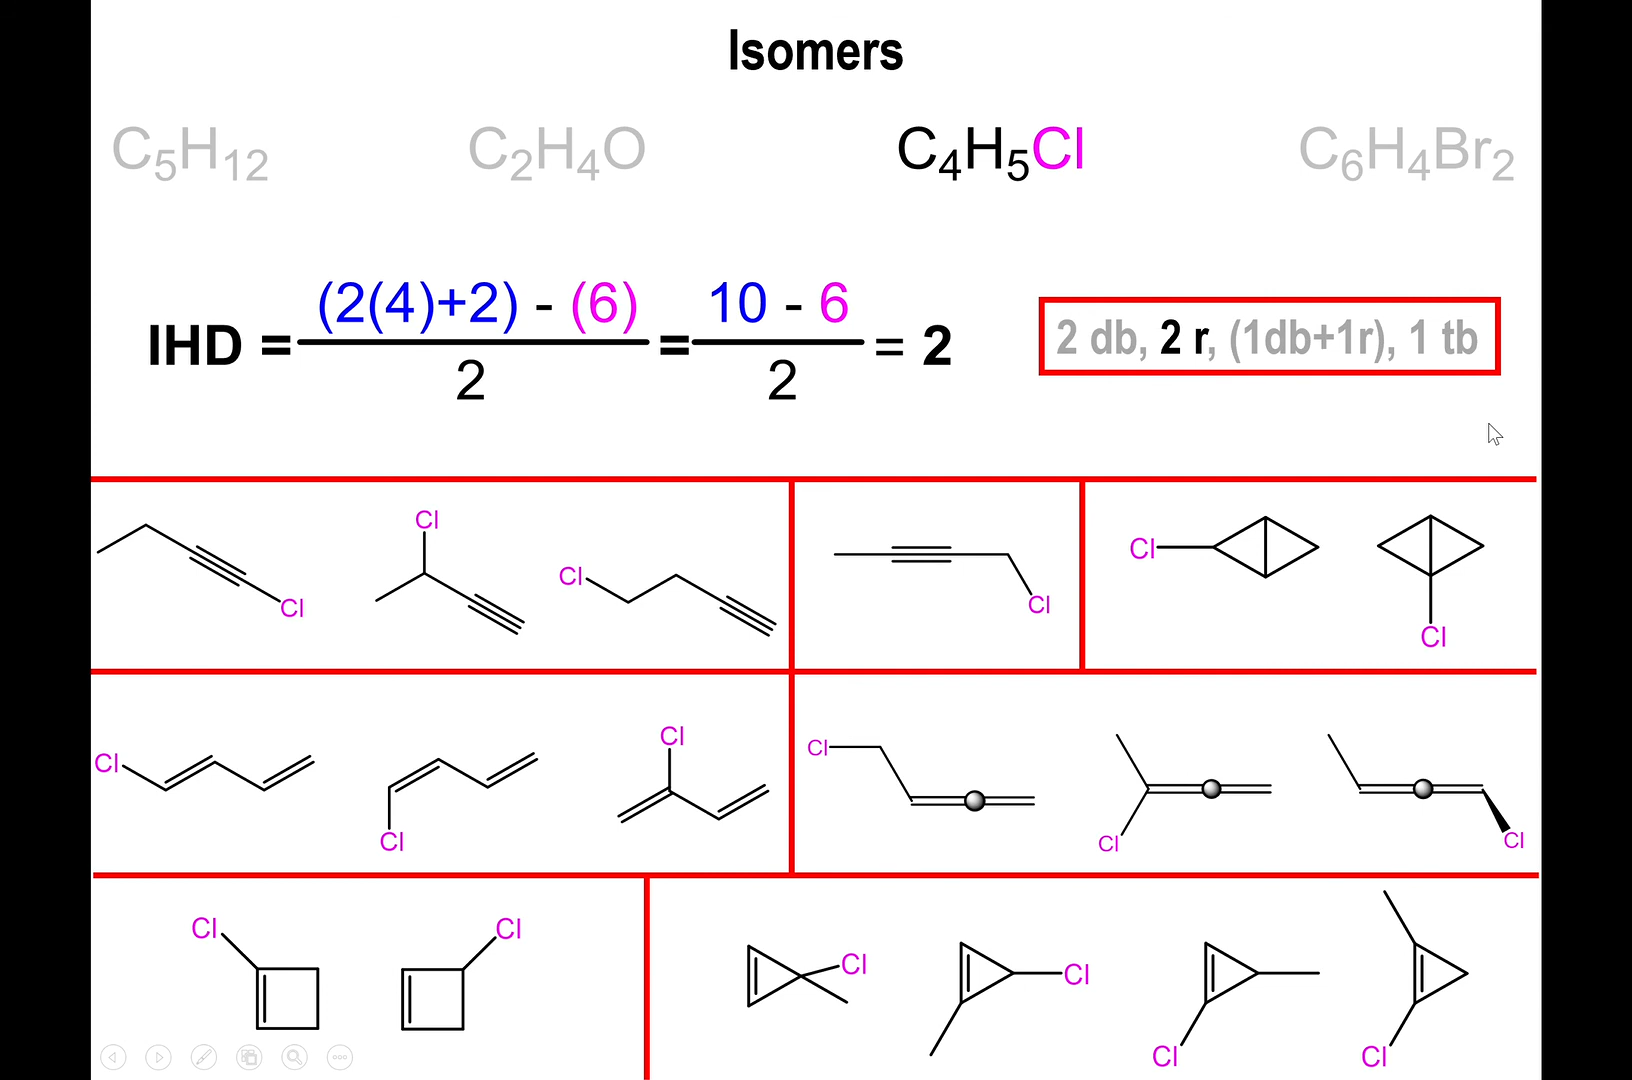 Isomers
C₅H₁₂ C₂H₄O C₄H₅Cl C₆H₄Br₂
IHD = (2(4)+2) - (6) / 2 = 10 - 6 / 2 = 2
2 db, 2 r, (1db+1r), 1 tb
Cl Cl Cl Cl Cl Cl
Cl Cl Cl Cl Cl Cl
Cl Cl Cl Cl Cl Cl